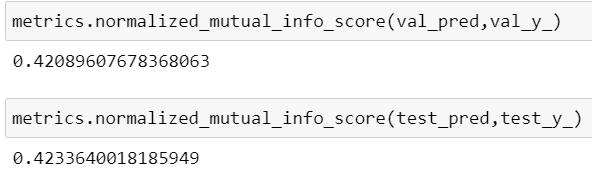 metrics.normalized_mutual_info_score(val_pred,val_y_)
0.42089607678368063
metrics.normalized_mutual_info_score(test_pred,test_y_)
0.4233640018185949